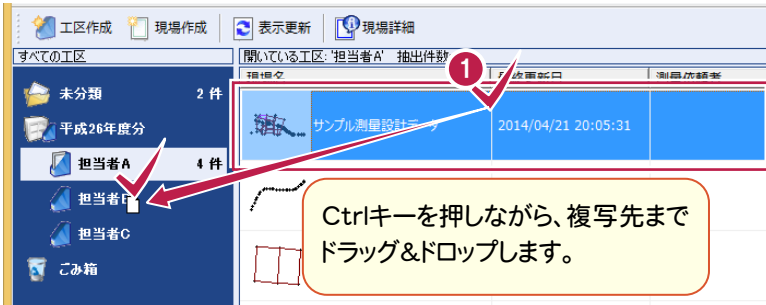 工区作成 現場作成 表示更新 現場詳細
すべての工区
開いている工区: '担当者A' 抽出件数
現場名 最終更新日 測量依頼者
未分類 2 件
平成26年度分
担当者A 4 件
担当者B
担当者C
ごみ箱
1
サンプル測量設計データ 2014/04/21 20:05:31
Ctrlキーを押しながら、複写先まで
ドラッグ&ドロップします。